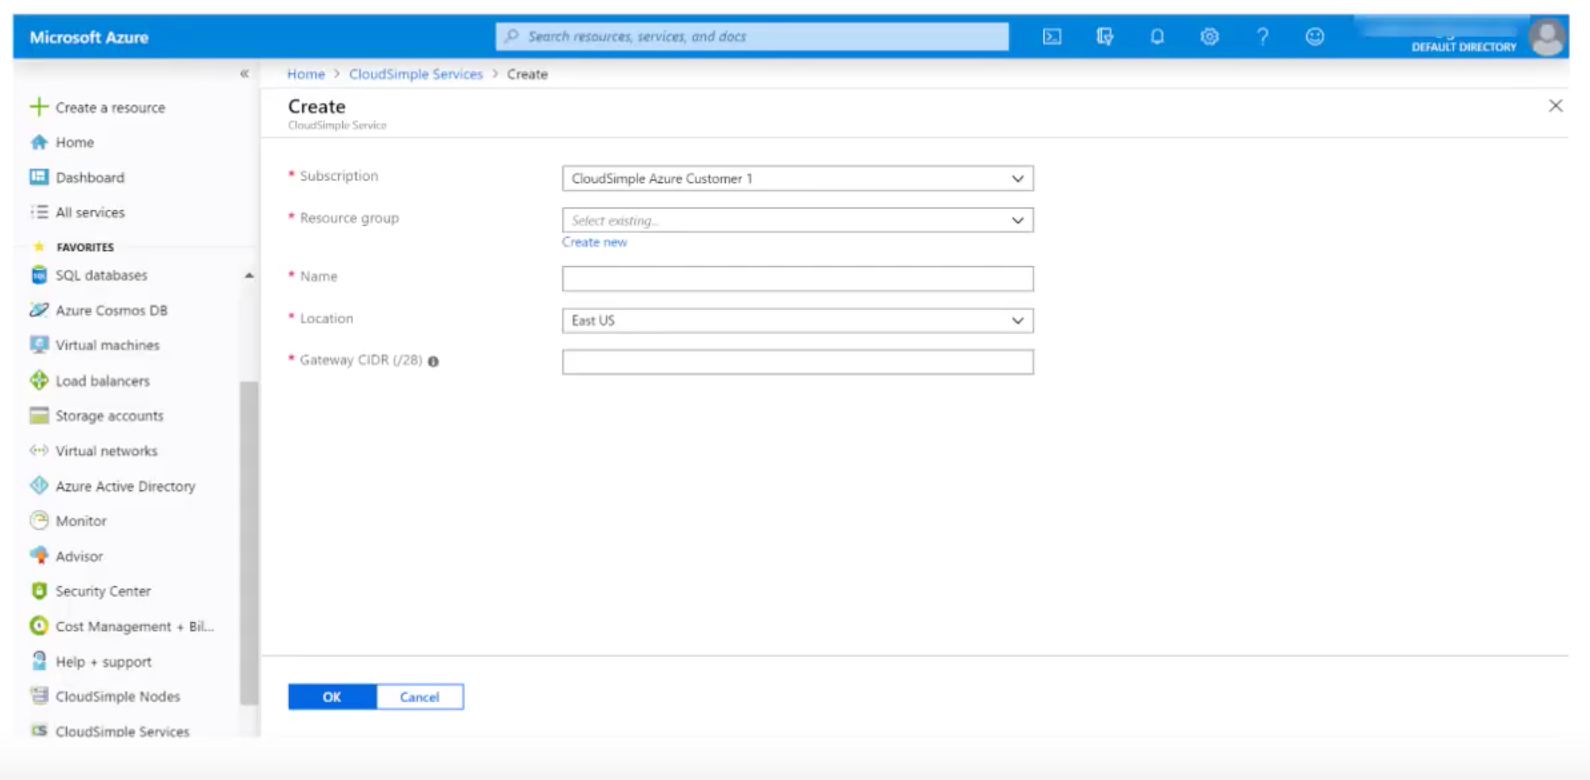 Microsoft Azure
Search resources, services, and docs
DEFAULT DIRECTORY
«
Home > CloudSimple Services > Create
Create a resource
Home
Dashboard
All services
FAVORITES
SQL databases
Azure Cosmos DB
Virtual machines
Load balancers
Storage accounts
Virtual networks
Azure Active Directory
Monitor
Advisor
Security Center
Cost Management + Bil...
Help + support
CloudSimple Nodes
CloudSimple Services
Create
CloudSimple Service
* Subscription
CloudSimple Azure Customer 1
* Resource group
Select existing...
Create new
* Name
* Location
East US
* Gateway CIDR (/28)
OK
Cancel